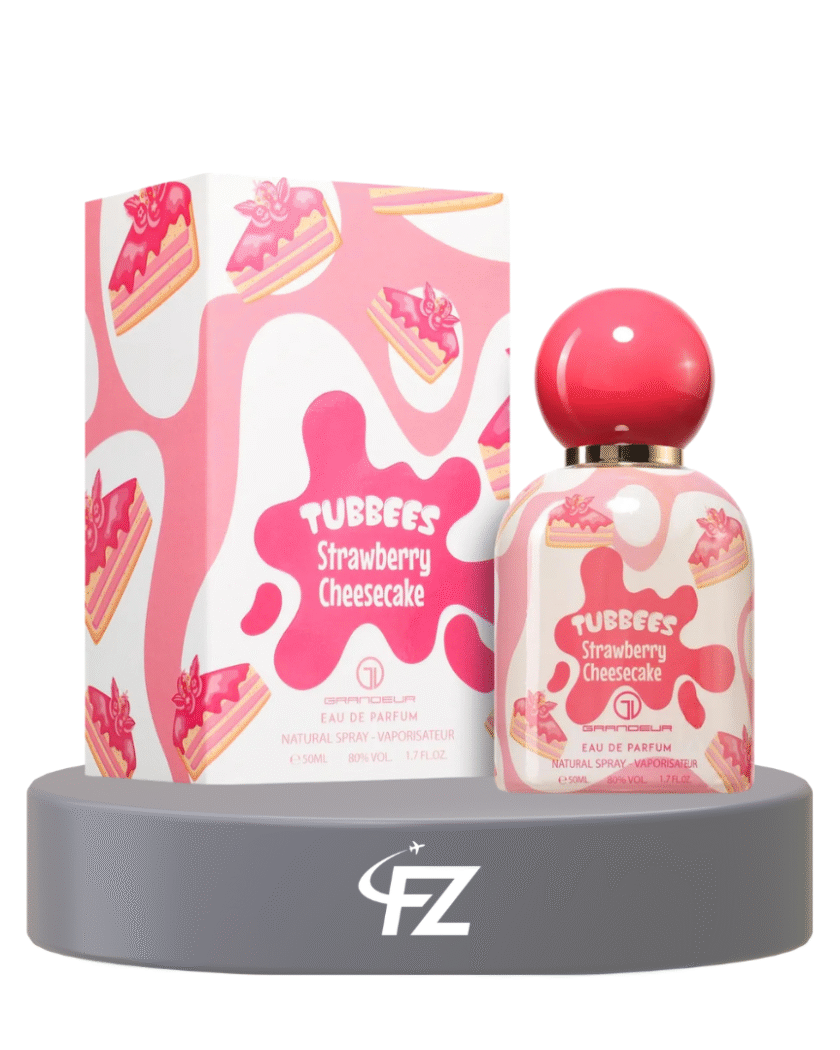 TUBBEES
Strawberry
Cheesecake
GRANDEUR
EAU DE PARFUM
NATURAL SPRAY - VAPORISATEUR
℮ 50ML 80% VOL. 1.7 FL.OZ.
TUBBEES
Strawberry
Cheesecake
GRANDEUR
EAU DE PARFUM
NATURAL SPRAY - VAPORISATEUR
℮ 50ML 80% VOL. 1.7 FL.OZ.
FZ